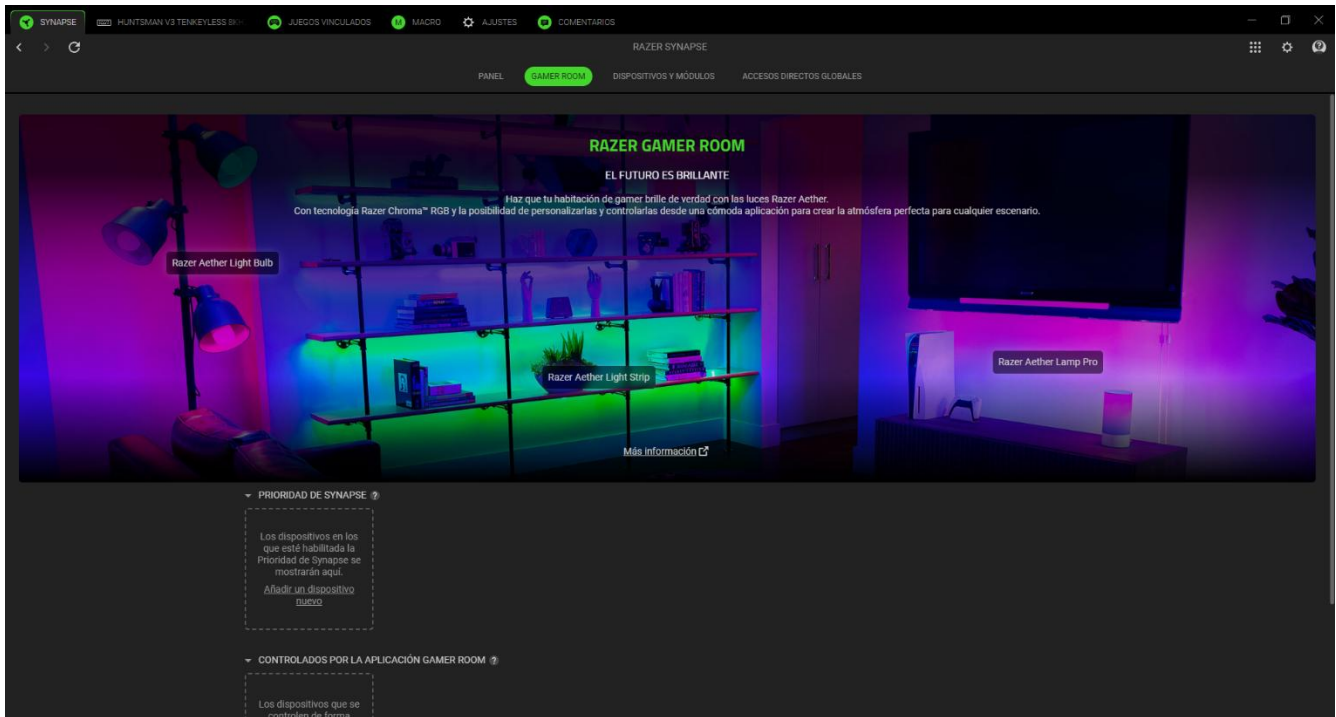 SYNAPSE
HUNTSMAN V3 TENKEYLESS 8KH
JUEGOS VINCULADOS
MACRO
AJUSTES
COMENTARIOS
RAZER SYNAPSE
PANEL
GAMER ROOM
DISPOSITIVOS Y MÓDULOS
ACCESOS DIRECTOS GLOBALES
RAZER GAMER ROOM
EL FUTURO ES BRILLANTE
Haz que tu habitación de gamer brille de verdad con las luces Razer Aether.
Con tecnología Razer Chroma™ RGB y la posibilidad de personalizarlas y controlarlas desde una cómoda aplicación para crear la atmósfera perfecta para cualquier escenario.
Razer Aether Light Bulb
Razer Aether Light Strip
Razer Aether Lamp Pro
Más información
PRIORIDAD DE SYNAPSE ?
Los dispositivos en los
que esté habilitada la
Prioridad de Synapse se
mostrarán aquí.
Añadir un dispositivo
nuevo
CONTROLADOS POR LA APLICACIÓN GAMER ROOM ?
Los dispositivos que se
controlen de forma